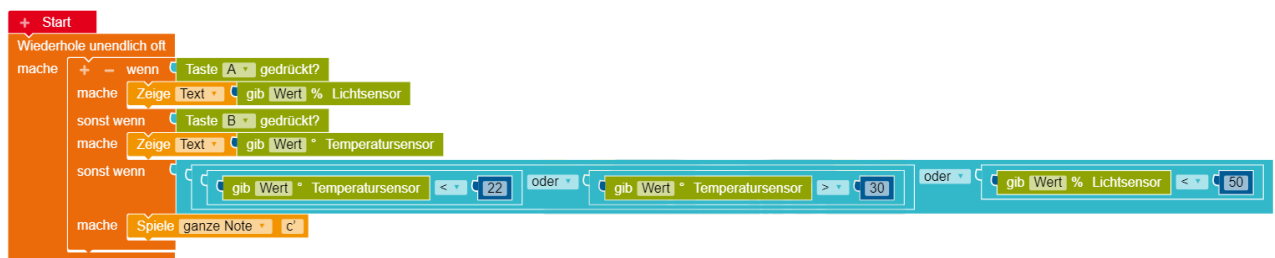 + Start
Wiederhole unendlich oft
mache + − wenn Taste A gedrückt?
mache Zeige Text gib Wert % Lichtsensor
sonst wenn Taste B gedrückt?
mache Zeige Text gib Wert ° Temperatursensor
sonst wenn gib Wert ° Temperatursensor < 22 oder gib Wert ° Temperatursensor > 30 oder gib Wert % Lichtsensor < 50
mache Spiele ganze Note c'